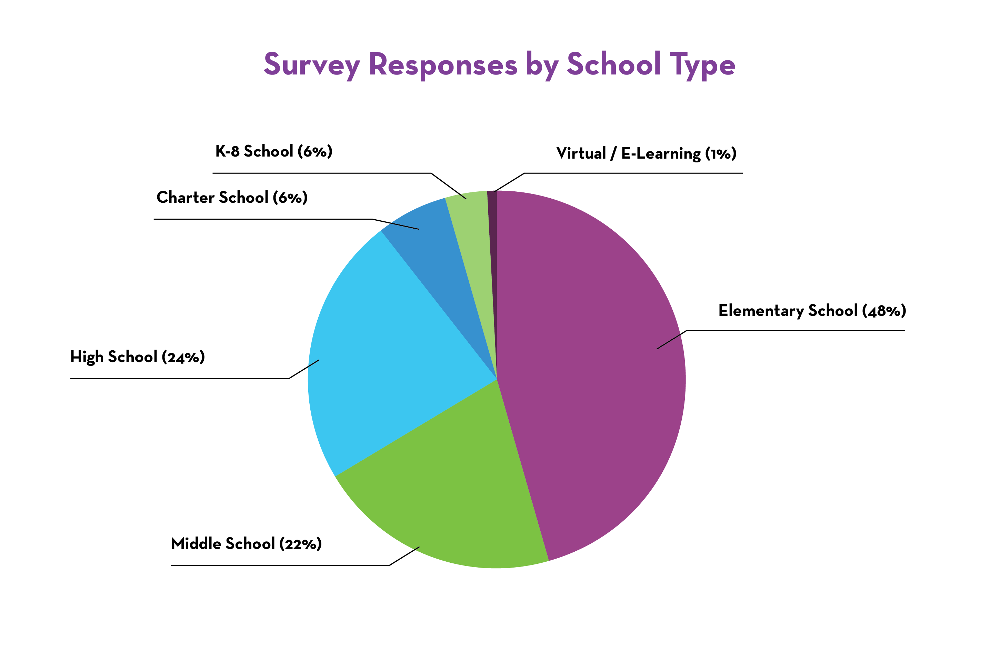 Survey Responses by School Type
K-8 School (6%)
Virtual / E-Learning (1%)
Charter School (6%)
Elementary School (48%)
High School (24%)
Middle School (22%)